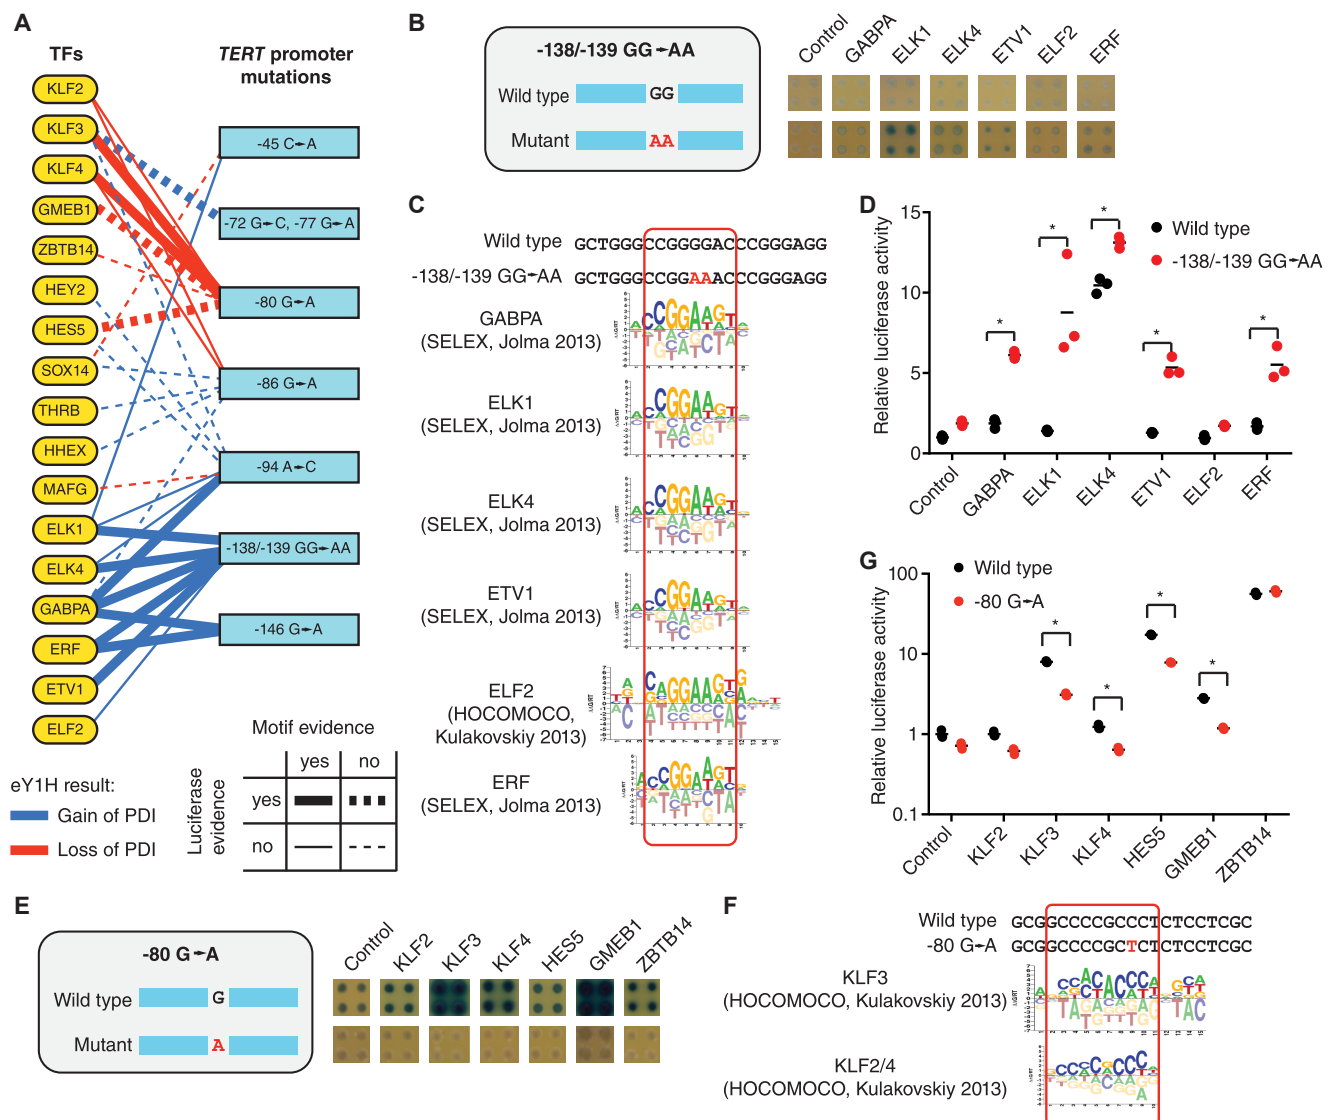 A
TFs
TERT promoter
mutations
KLF2
KLF3
KLF4
GMEB1
ZBTB14
HEY2
HES5
SOX14
THRB
HHEX
MAFG
ELK1
ELK4
GABPA
ERF
ETV1
ELF2
-45 C→A
-72 G→C, -77 G→A
-80 G→A
-86 G→A
-94 A→C
-138/-139 GG→AA
-146 G→A
eY1H result:
Gain of PDI
Loss of PDI
Motif evidence
yes no
Luciferase
evidence
yes
no
B
-138/-139 GG→AA
Wild type GG
Mutant AA
Control GABPA ELK1 ELK4 ETV1 ELF2 ERF
C
Wild type GCTGGGCCGGGGACCCGGGAGG
-138/-139 GG→AA GCTGGGCCGGAAACCCGGGAGG
GABPA
(SELEX, Jolma 2013)
ELK1
(SELEX, Jolma 2013)
ELK4
(SELEX, Jolma 2013)
ETV1
(SELEX, Jolma 2013)
ELF2
(HOCOMOCO,
Kulakovskiy 2013)
ERF
(SELEX, Jolma 2013)
D
Relative luciferase activity
15
10
5
0
Wild type
-138/-139 GG→AA
* * * * *
Control GABPA ELK1 ELK4 ETV1 ELF2 ERF
G
Relative luciferase activity
100
10
1
0.1
Wild type
-80 G→A
* * * *
Control KLF2 KLF3 KLF4 HES5 GMEB1 ZBTB14
E
-80 G→A
Wild type G
Mutant A
Control KLF2 KLF3 KLF4 HES5 GMEB1 ZBTB14
F
Wild type GCGGCCCCGCCCTCTCCTCGC
-80 G→A GCGGCCCCGCTCTCTCCTCGC
KLF3
(HOCOMOCO, Kulakovskiy 2013)
KLF2/4
(HOCOMOCO, Kulakovskiy 2013)